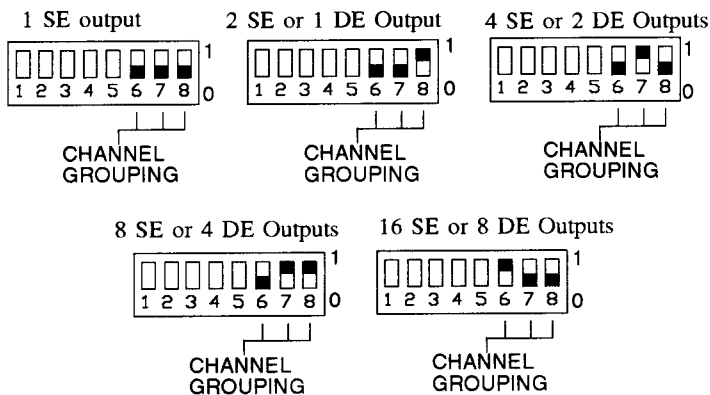 1 SE output
1
1 2 3 4 5 6 7 8
0
CHANNEL
GROUPING
2 SE or 1 DE Output
1
1 2 3 4 5 6 7 8
0
CHANNEL
GROUPING
4 SE or 2 DE Outputs
1
1 2 3 4 5 6 7 8
0
CHANNEL
GROUPING
8 SE or 4 DE Outputs
1
1 2 3 4 5 6 7 8
0
CHANNEL
GROUPING
16 SE or 8 DE Outputs
1
1 2 3 4 5 6 7 8
0
CHANNEL
GROUPING